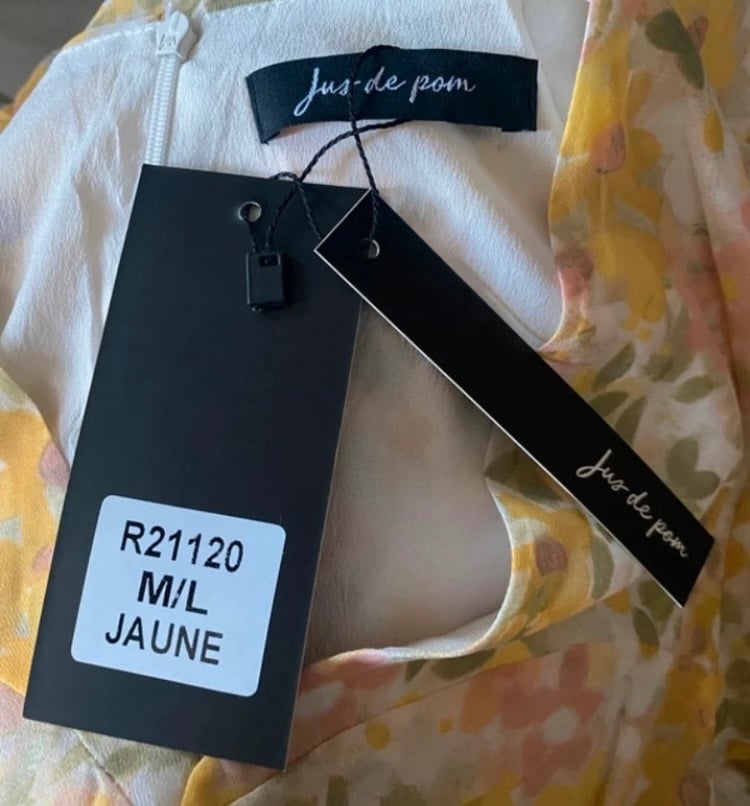 Jus de pom
Jus de pom
R21120
M/L
JAUNE